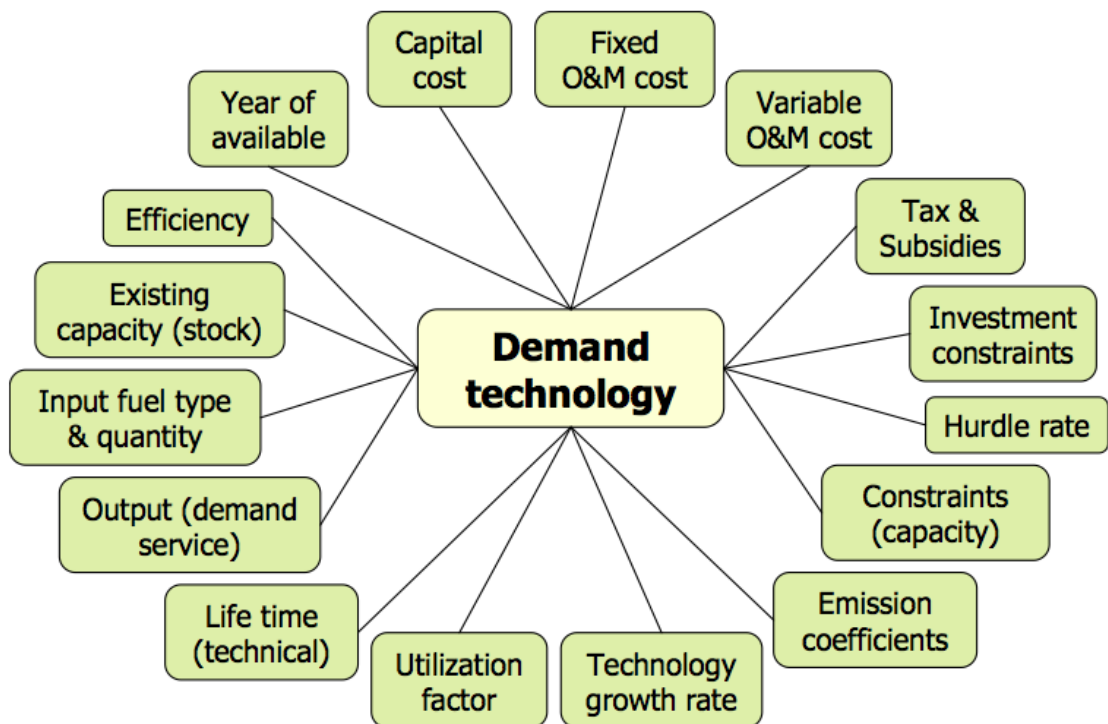 Capital
cost
Fixed
O&M cost
Year of
available
Variable
O&M cost
Efficiency
Tax &
Subsidies
Existing
capacity (stock)
Investment
constraints
Demand
technology
Input fuel type
& quantity
Hurdle rate
Output (demand
service)
Constraints
(capacity)
Life time
(technical)
Utilization
factor
Technology
growth rate
Emission
coefficients